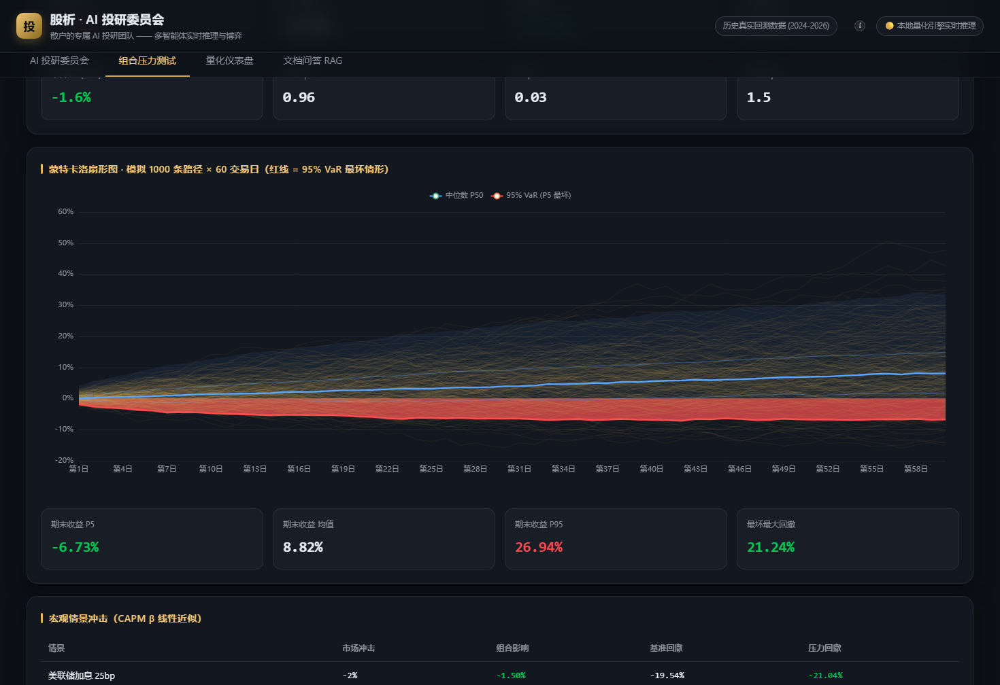 投
股析 · AI 投研委员会
散户的专属 AI 投研团队 —— 多智能体实时推理与博弈
历史真实回测数据 (2024-2026)
i
本地量化引擎实时推理
AI 投研委员会
组合压力测试
量化仪表盘
文档问答 RAG
-1.6%
0.96
0.03
1.5
蒙特卡洛扇形图 · 模拟 1000 条路径 × 60 交易日（红线 = 95% VaR 最坏情形）
中位数 P50
95% VaR (P5 最坏)
60%
50%
40%
30%
20%
10%
0%
-10%
-20%
第1日
第4日
第7日
第10日
第13日
第16日
第19日
第22日
第25日
第28日
第31日
第34日
第37日
第40日
第43日
第46日
第49日
第52日
第55日
第58日
期末收益 P5
-6.73%
期末收益 均值
8.82%
期末收益 P95
26.94%
最坏最大回撤
21.24%
宏观情景冲击（CAPM β 线性近似）
情景 市场冲击 组合影响 基准回撤 压力回撤
美联储加息 25bp -2% -1.50% -19.54% -21.04%